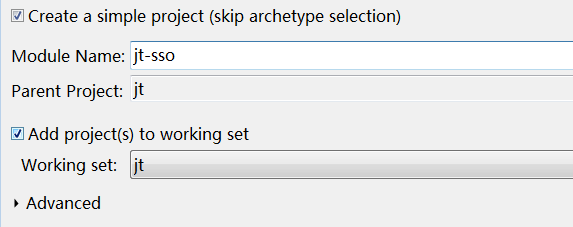 Create a simple project (skip archetype selection)
Module Name: jt-sso
Parent Project: jt
Add project(s) to working set
Working set: jt
Advanced